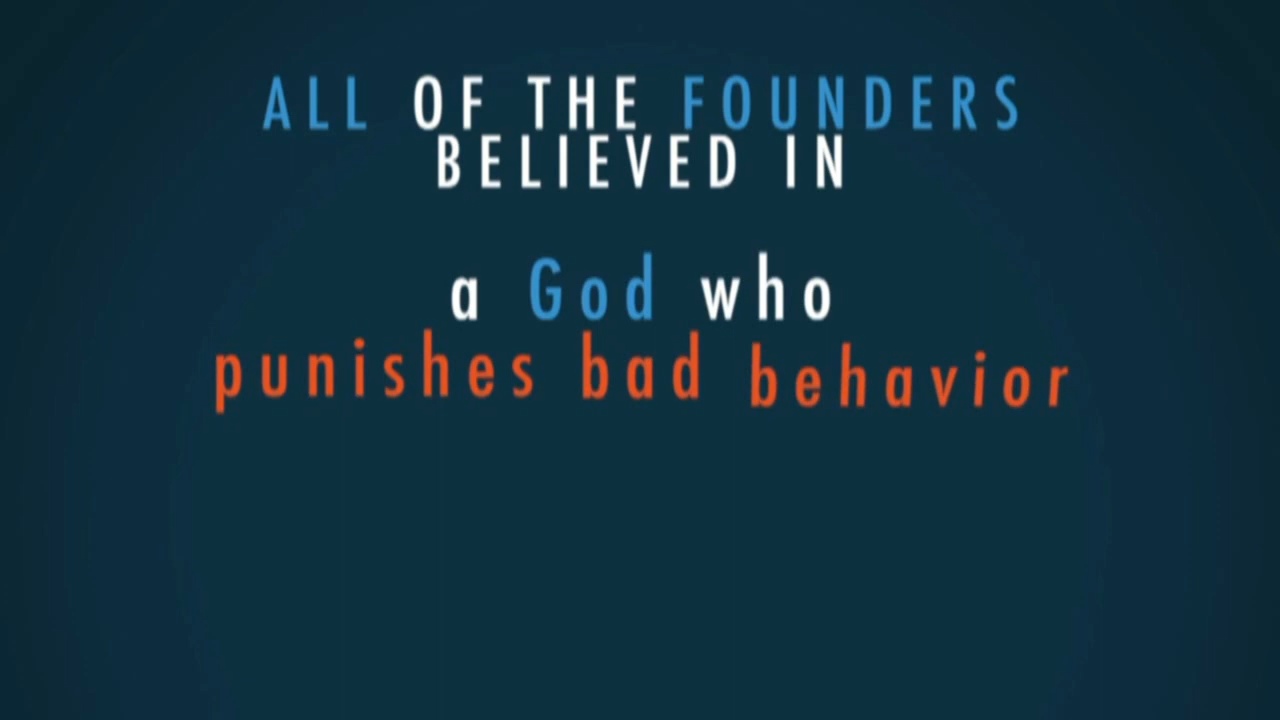 ALL OF THE FOUNDERS
BELIEVED IN
a God who
punishes bad behavior